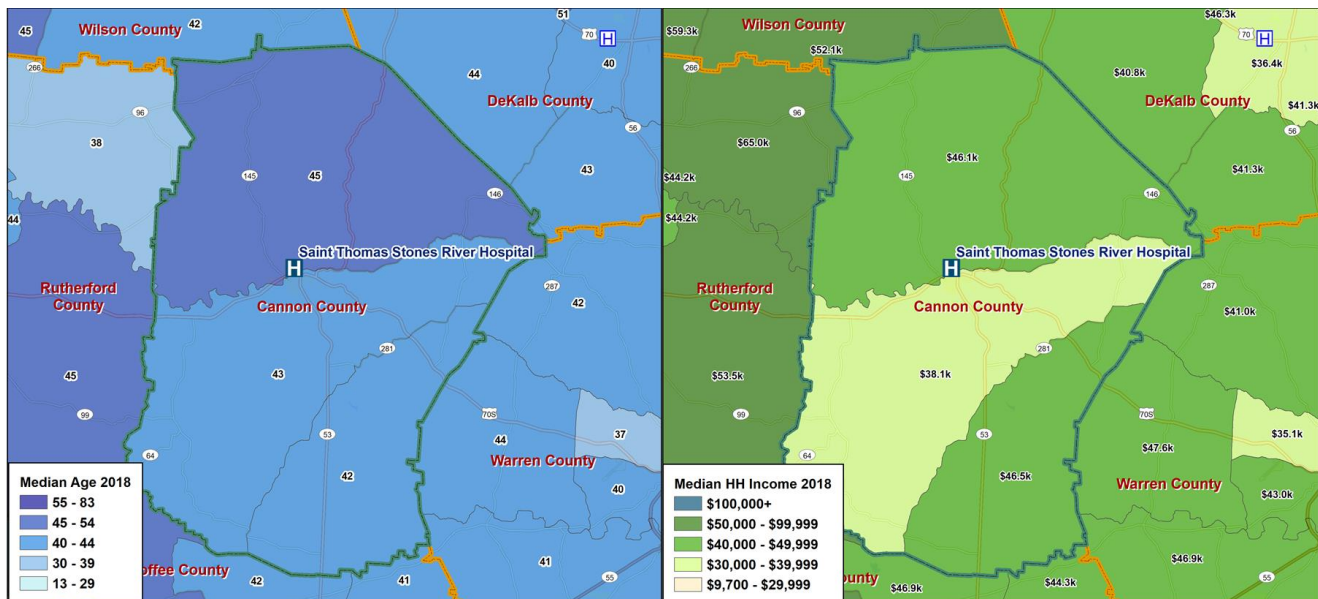 45
42
51
Wilson County
70
H
266
40
44
DeKalb County
96
56
38
43
145
45
146
44
Saint Thomas Stones River Hospital
H
Rutherford
County
Cannon County
287
42
281
43
45
99
70S
37
53
44
64
Warren County
42
40
Median Age 2018
55 - 83
45 - 54
40 - 44
30 - 39
13 - 29
offee County
42
41
41
55
$59.3k
Wilson County
$46.3k
70
H
$52.1k
266
$36.4k
$40.8k
DeKalb County
$41.3k
96
56
$65.0k
$46.1k
$41.3k
$44.2k
145
146
$44.2k
Saint Thomas Stones River Hospital
H
Rutherford
County
Cannon County
287
$41.0k
281
$53.5k
$38.1k
99
70S
$35.1k
53
$47.6k
64
$46.5k
Warren County
$43.0k
Median HH Income 2018
$100,000+
$50,000 - $99,999
$40,000 - $49,999
$30,000 - $39,999
$9,700 - $29,999
ounty
$46.9k
$44.3k
$46.9k
55